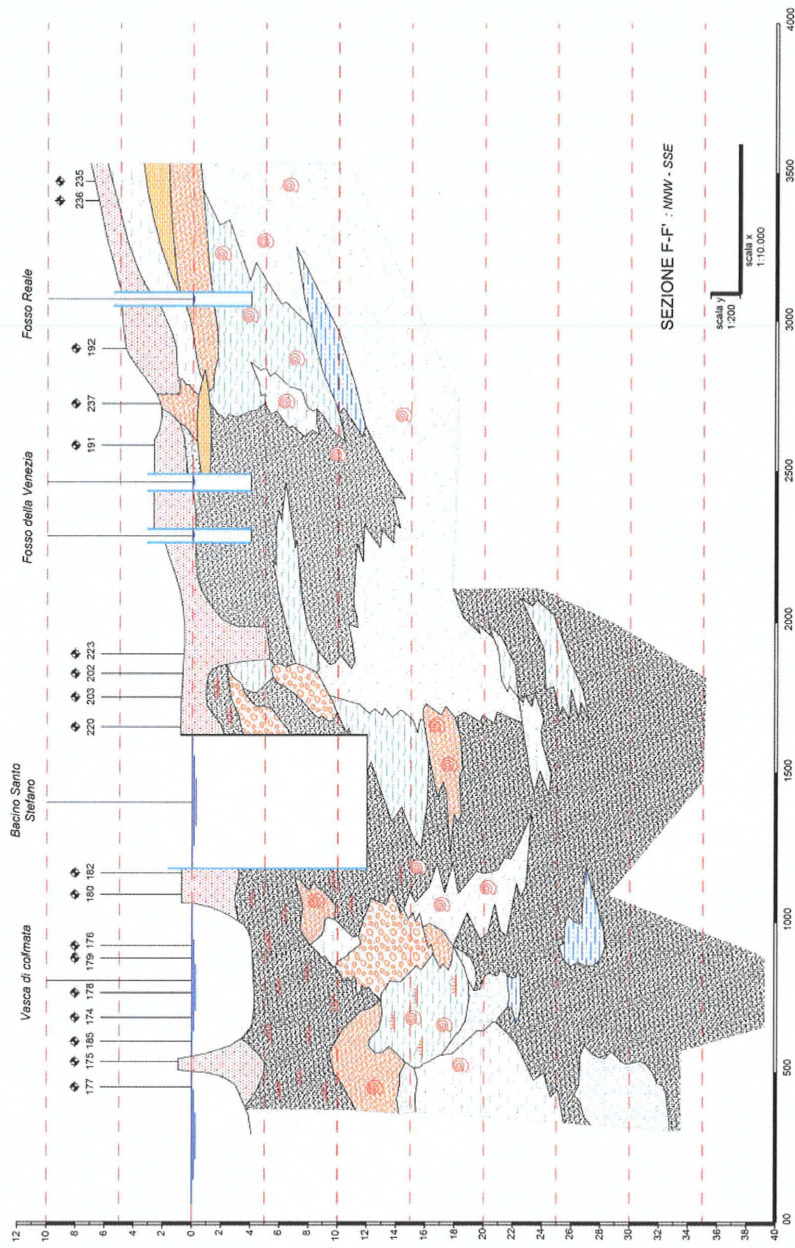 Vasca di colmata
Bacino Santo
Stefano
Fosso della Venezia
Fosso Reale
177 175 185 174 178 179 176 180 182 220 203 202 223 191 237 192 236 235
12
10
8
6
4
2
0
2
4
6
8
10
12
14
16
18
20
22
24
26
28
30
32
34
36
38
40
SEZIONE F-F' : NNW - SSE
scala y
1:200
scala x
1:10.000
00 500 1000 1500 2000 2500 3000 3500 4000